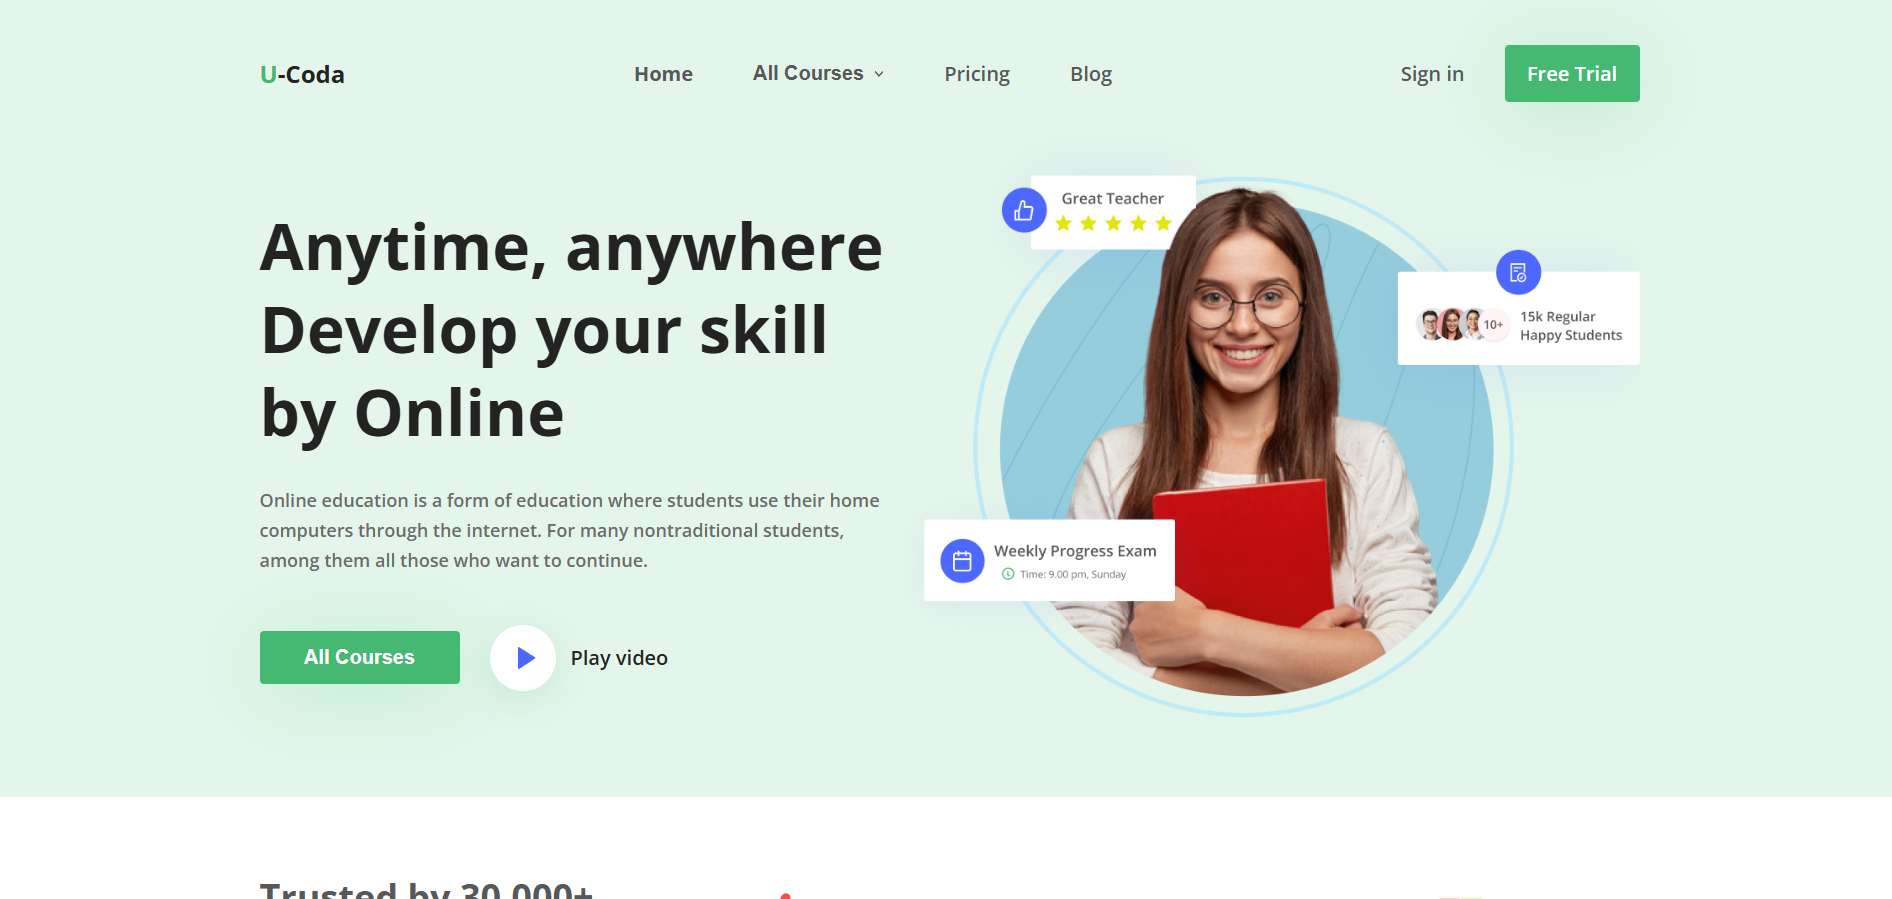 U-Coda
Home
All Courses
Pricing
Blog
Sign in
Free Trial
Anytime, anywhere
Develop your skill
by Online
Online education is a form of education where students use their home
computers through the internet. For many nontraditional students,
among them all those who want to continue.
All Courses
Play video
Great Teacher
10+
15k Regular
Happy Students
Weekly Progress Exam
Time: 9.00 pm, Sunday
Trusted by 30,000+